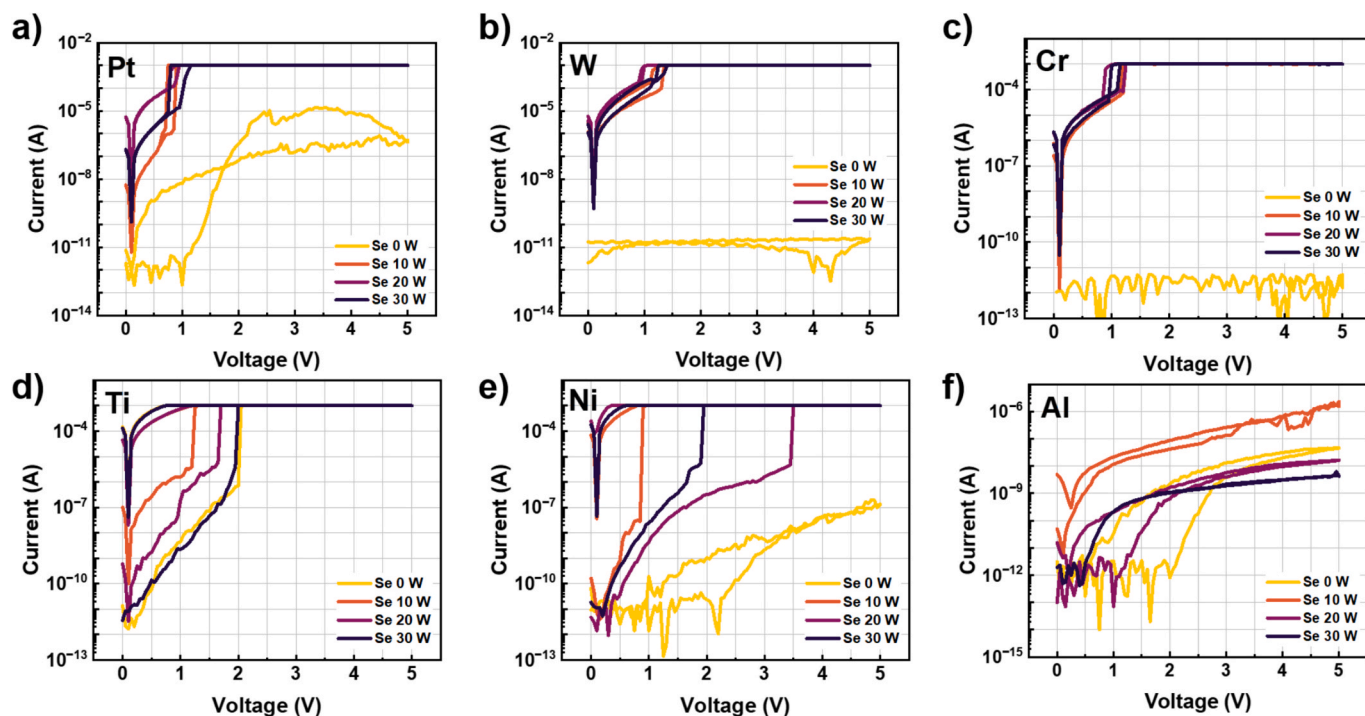 a)
Pt
10⁻²
10⁻⁵
10⁻⁸
10⁻¹¹
10⁻¹⁴
Current (A)
Se 0 W
Se 10 W
Se 20 W
Se 30 W
0 1 2 3 4 5
Voltage (V)
b)
W
10⁻²
10⁻⁵
10⁻⁸
10⁻¹¹
10⁻¹⁴
Current (A)
Se 0 W
Se 10 W
Se 20 W
Se 30 W
0 1 2 3 4 5
Voltage (V)
c)
Cr
10⁻⁴
10⁻⁷
10⁻¹⁰
10⁻¹³
Current (A)
Se 0 W
Se 10 W
Se 20 W
Se 30 W
0 1 2 3 4 5
Voltage (V)
d)
Ti
10⁻⁴
10⁻⁷
10⁻¹⁰
10⁻¹³
Current (A)
Se 0 W
Se 10 W
Se 20 W
Se 30 W
0 1 2 3 4 5
Voltage (V)
e)
Ni
10⁻⁴
10⁻⁷
10⁻¹⁰
10⁻¹³
Current (A)
Se 0 W
Se 10 W
Se 20 W
Se 30 W
0 1 2 3 4 5
Voltage (V)
f)
Al
10⁻⁶
10⁻⁹
10⁻¹²
10⁻¹⁵
Current (A)
Se 0 W
Se 10 W
Se 20 W
Se 30 W
0 1 2 3 4 5
Voltage (V)